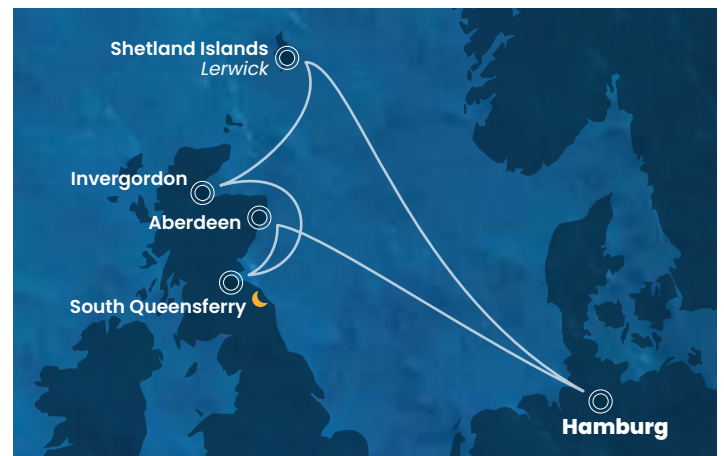 Shetland Islands
Lerwick
Invergordon
Aberdeen
South Queensferry
Hamburg